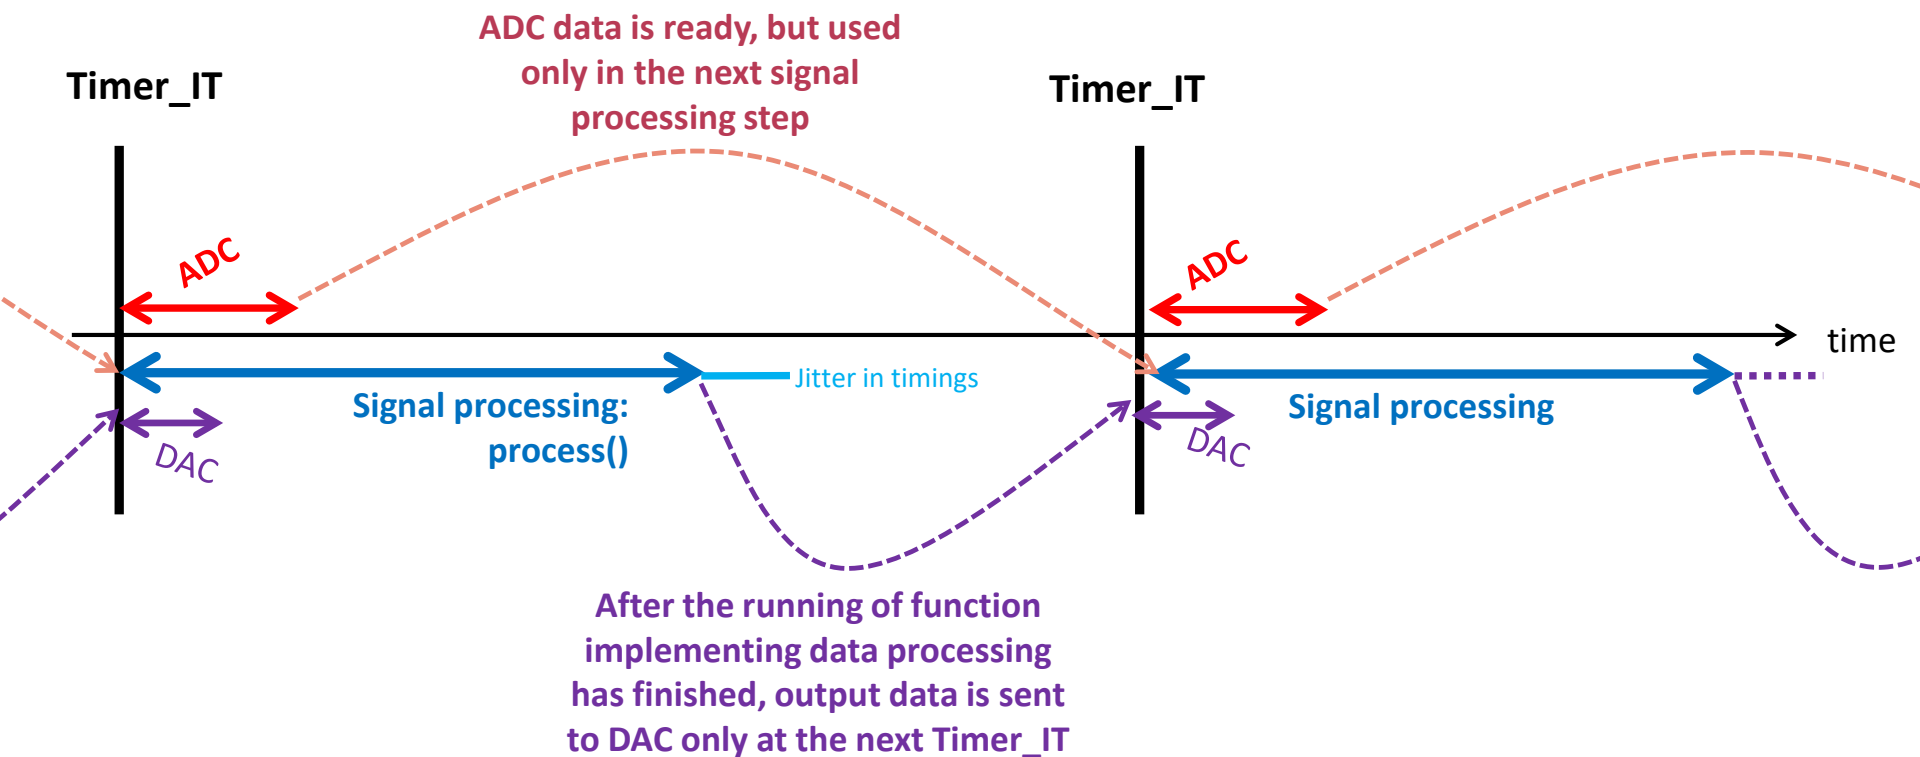 ADC data is ready, but used
only in the next signal
processing step
Timer_IT
Timer_IT
ADC
ADC
time
Jitter in timings
Signal processing:
process()
Signal processing
DAC
DAC
After the running of function
implementing data processing
has finished, output data is sent
to DAC only at the next Timer_IT